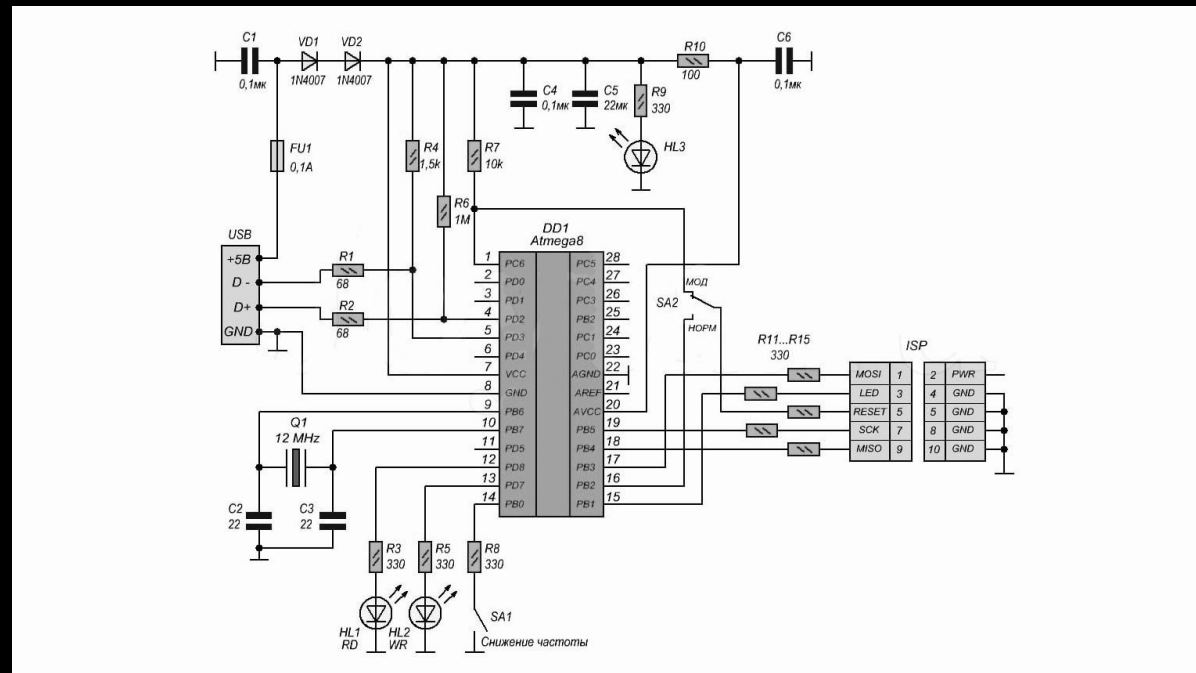 C1
VD1
VD2
R10
C6
0,1мк
1N4007
1N4007
100
0,1мк
C4
0,1мк
C5
22мк
R9
330
FU1
0,1A
R4
1,5k
R7
10k
HL3
R6
1M
DD1
Atmega8
USB
+5B
D -
D+
GND
R1
68
R2
68
1 PC6 PC5 28
2 PD0 PC4 27
3 PD1 PC3 26
4 PD2 PB2 25
5 PD3 PC1 24
6 PD4 PC0 23
7 VCC AGND 22
8 GND AREF 21
9 PB6 AVCC 20
10 PB7 PB5 19
11 PD5 PB4 18
12 PD8 PB3 17
13 PD7 PB2 16
14 PB0 PB1 15
МОД
SA2
НОРМ
R11...R15
330
ISP
MOSI 1 2 PWR
LED 3 4 GND
RESET 5 5 GND
SCK 7 8 GND
MISO 9 10 GND
Q1
12 MHz
C2
22
C3
22
R3
330
R5
330
R8
330
HL1
RD
HL2
WR
SA1
Снижение частоты